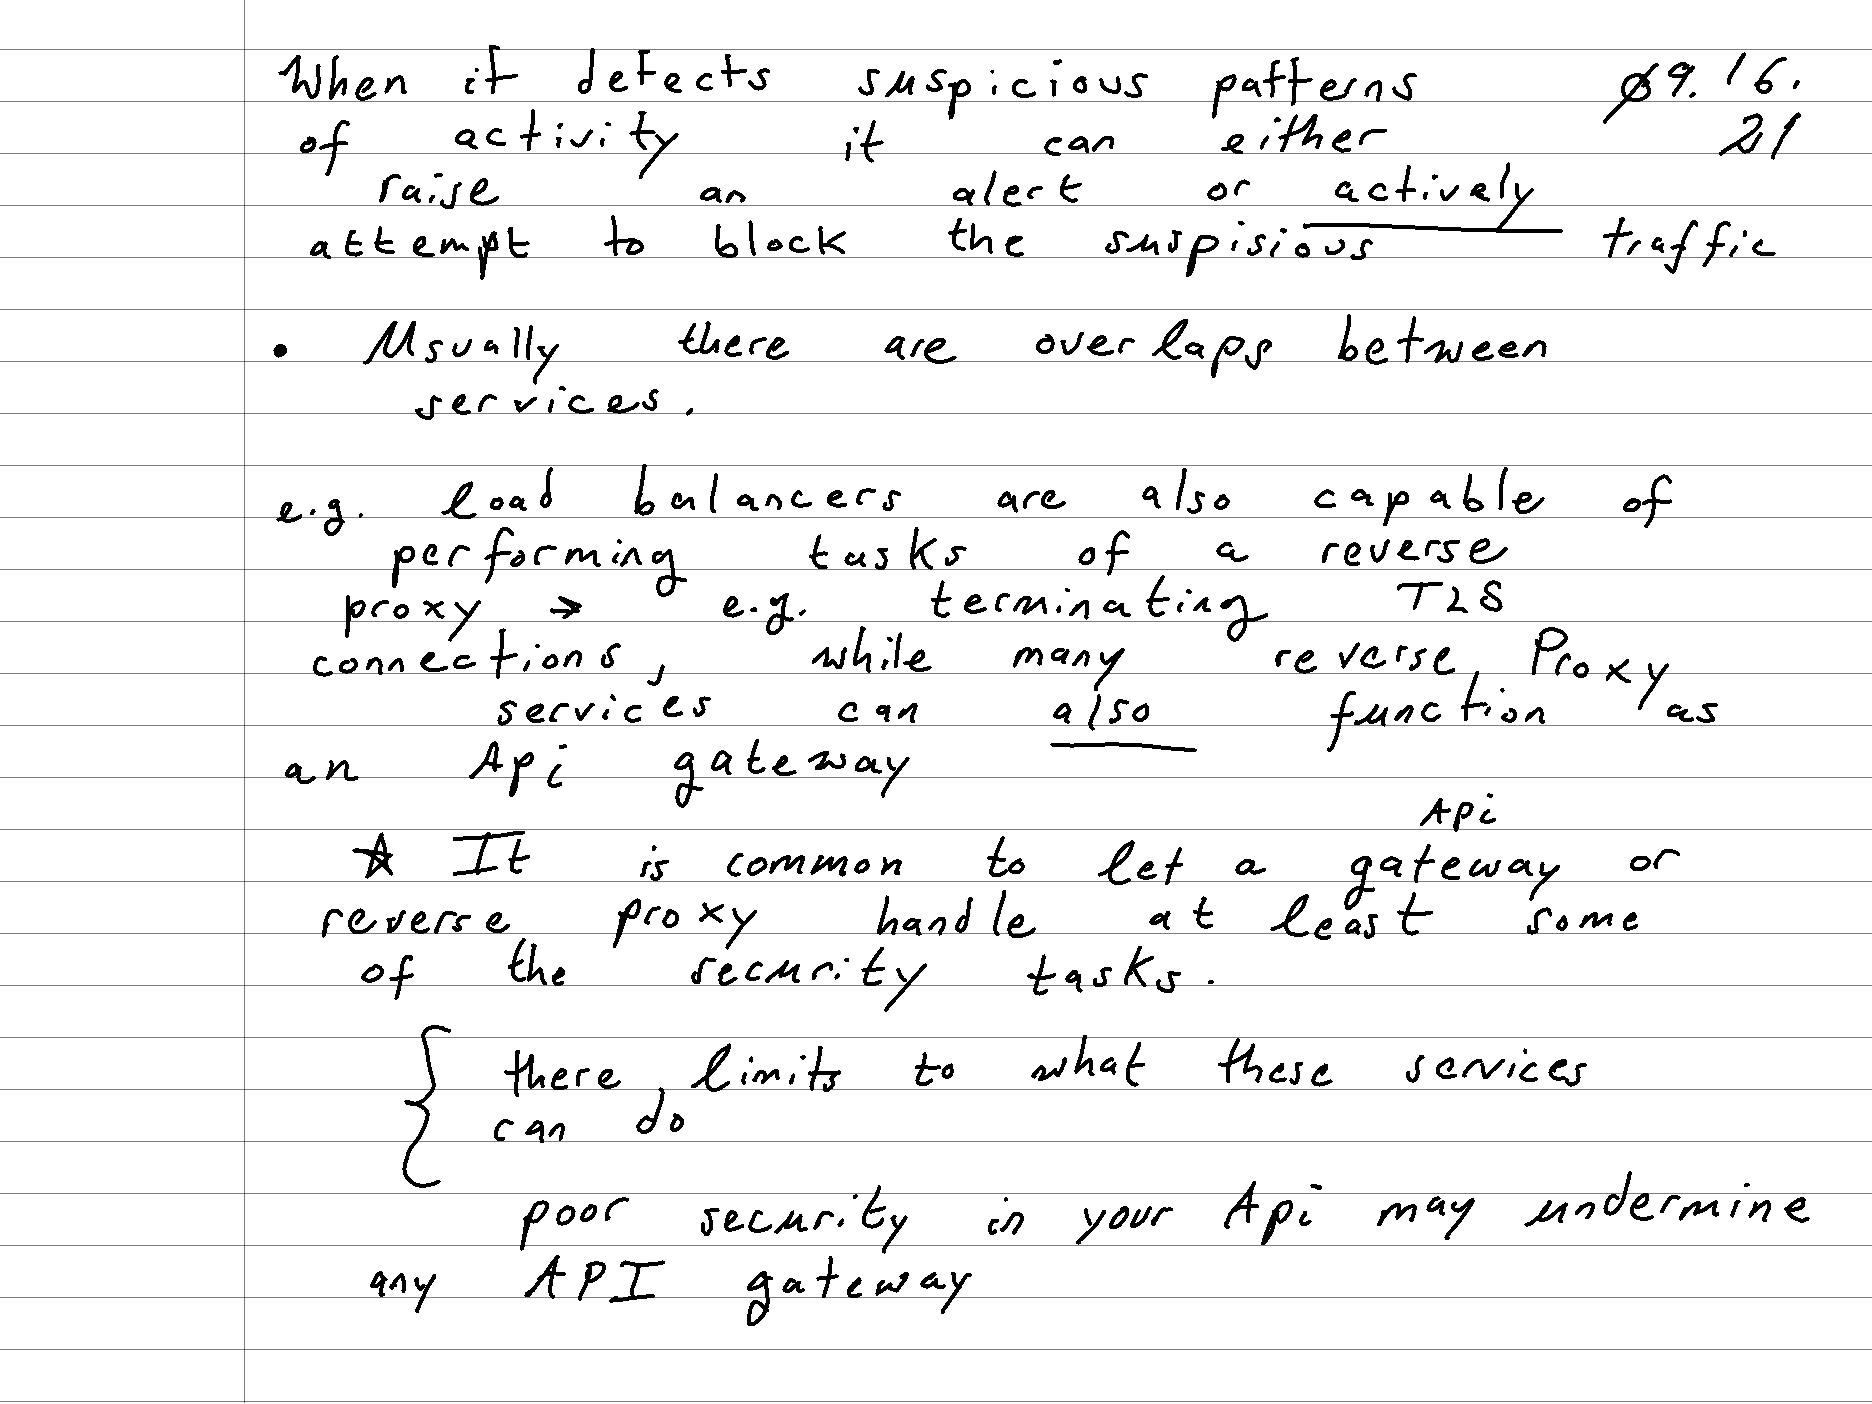 When it detects suspicious patterns 09.16.
of activity it can either 21
raise an alert or actively
attempt to block the suspisious traffic
• Usually there are overlaps between
services.
e.g. load balancers are also capable of
performing tasks of a reverse
proxy → e.g. terminating TLS
connections, while many reverse Proxy
services can also function as
an Api gateway
Api
☆ It is common to let a gateway or
reverse proxy handle at least some
of the security tasks.
{ there, limits to what these services
can do
poor security in your Api may undermine
any API gateway